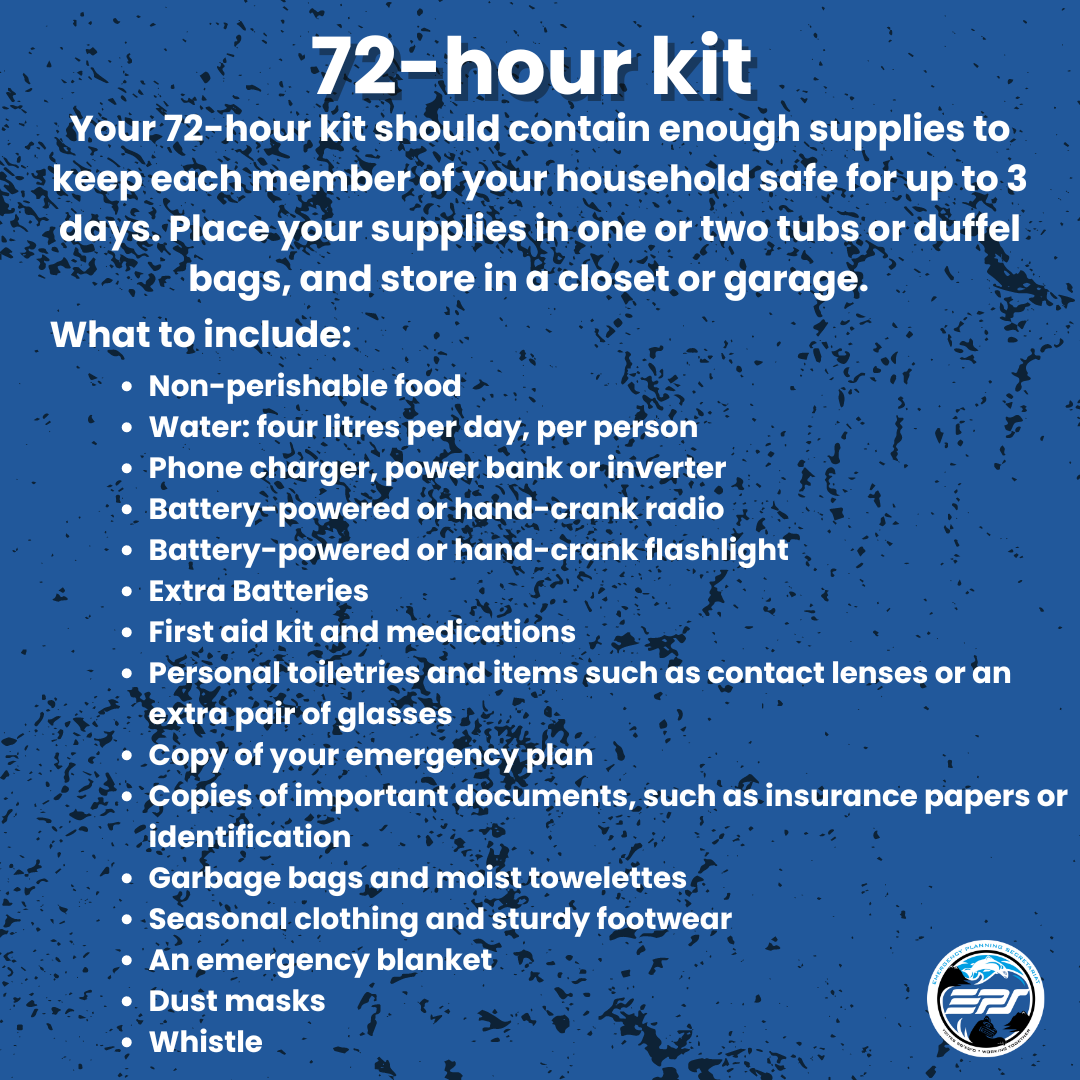 72-hour kit
Your 72-hour kit should contain enough supplies to
keep each member of your household safe for up to 3
days. Place your supplies in one or two tubs or duffel
bags, and store in a closet or garage.
What to include:
• Non-perishable food
• Water: four litres per day, per person
• Phone charger, power bank or inverter
• Battery-powered or hand-crank radio
• Battery-powered or hand-crank flashlight
• Extra Batteries
• First aid kit and medications
• Personal toiletries and items such as contact lenses or an
extra pair of glasses
• Copy of your emergency plan
• Copies of important documents, such as insurance papers or
identification
• Garbage bags and moist towelettes
• Seasonal clothing and sturdy footwear
• An emergency blanket
• Dust masks
• Whistle
EMERGENCY PLANNING SECRETARIAT
EPS
WORKING TOGETHER